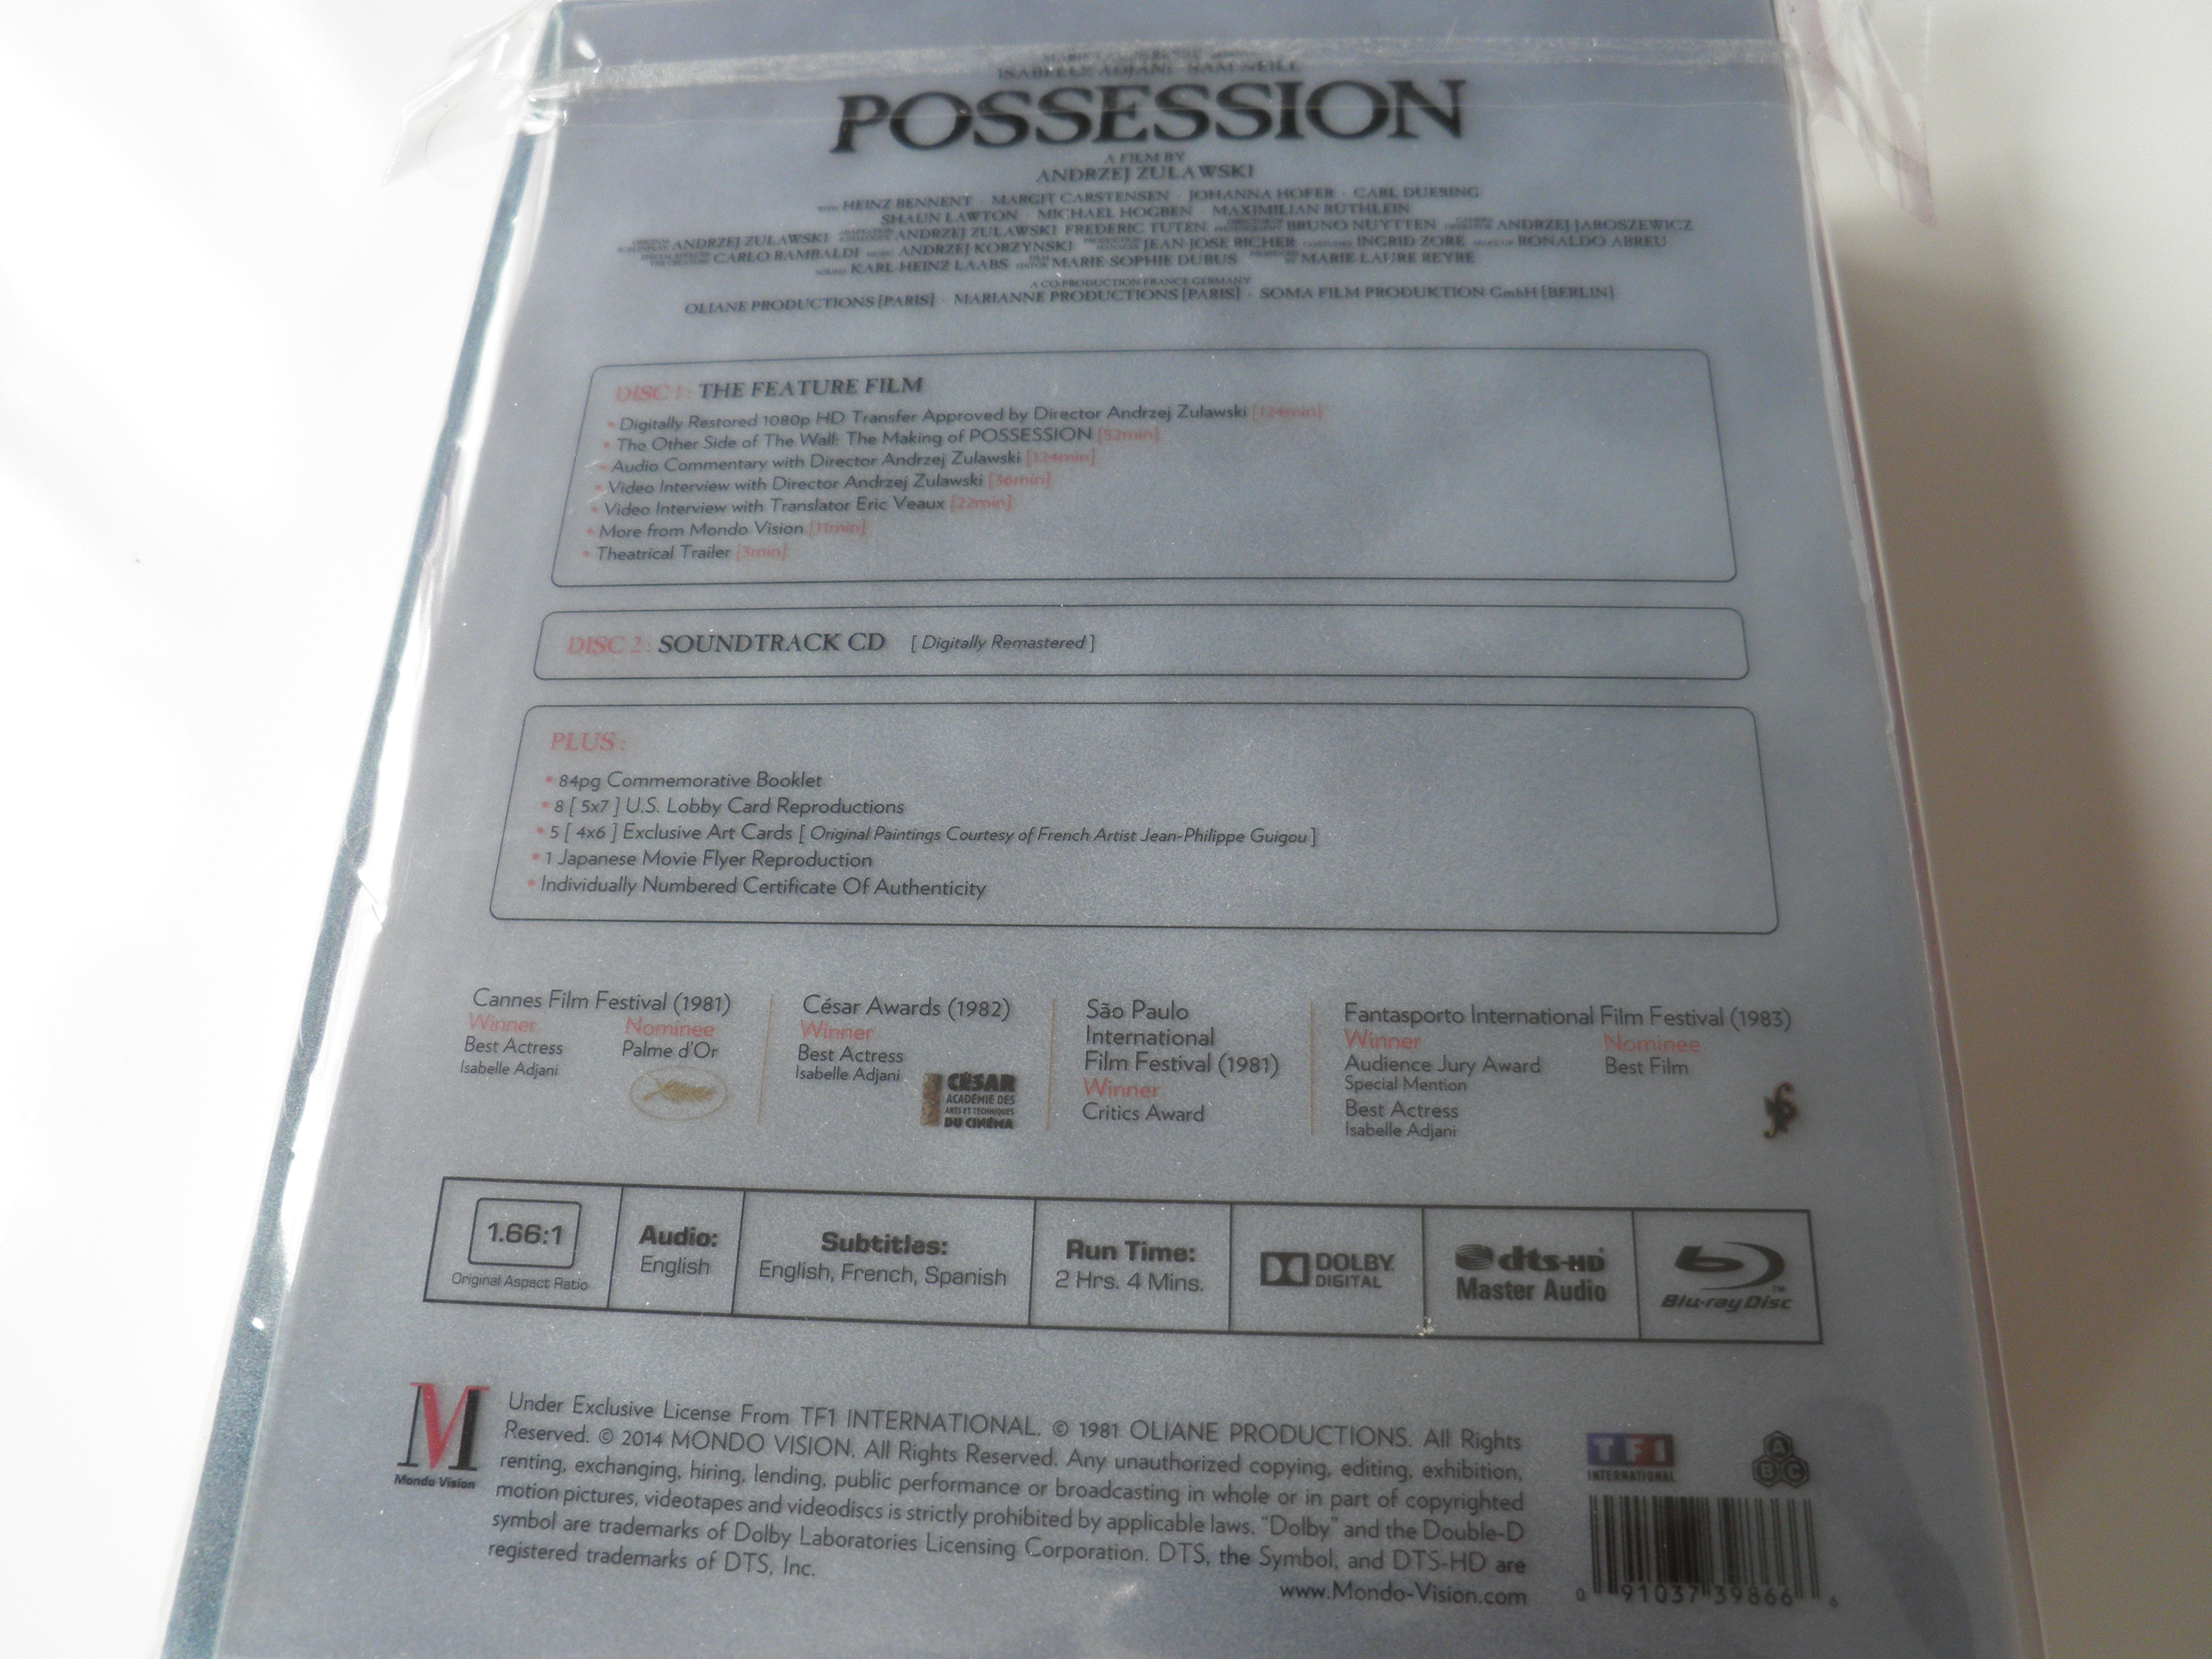 ISABELLE ADJANI · SAM NEILL
POSSESSION
A FILM BY
ANDRZEJ ZULAWSKI
WITH HEINZ BENNENT · MARGIT CARSTENSEN · JOHANNA HOFER · CARL DUERING
SHAUN LAWTON · MICHAEL HOGBEN · MAXIMILIAN RUTHLEIN
ANDRZEJ ZULAWSKI ANDRZEJ ZULAWSKI FREDERIC TUTEN BRUNO NUYTTEN ANDRZEJ JAROSZEWICZ
CARLO RAMBALDI MUSIC ANDRZEJ KORZYNSKI JEAN-JOSE RICHER INGRID ZORE RONALDO ABREU
SOUND KARL-HEINZ LAABS FILM EDITOR MARIE-SOPHIE DUBUS MARIE-LAURE REYRE
A CO-PRODUCTION FRANCE GERMANY
OLIANE PRODUCTIONS [PARIS] · MARIANNE PRODUCTIONS [PARIS] · SOMA FILM PRODUKTION GmbH [BERLIN]
DISC 1 : THE FEATURE FILM
• Digitally Restored 1080p HD Transfer Approved by Director Andrzej Zulawski [124min]
• The Other Side of The Wall: The Making of POSSESSION [52min]
• Audio Commentary with Director Andrzej Zulawski [124min]
• Video Interview with Director Andrzej Zulawski [36min]
• Video Interview with Translator Eric Veaux [22min]
• More from Mondo Vision [11min]
• Theatrical Trailer [3min]
DISC 2 : SOUNDTRACK CD [ Digitally Remastered ]
PLUS :
• 84pg Commemorative Booklet
• 8 [ 5x7 ] U.S. Lobby Card Reproductions
• 5 [ 4x6 ] Exclusive Art Cards [ Original Paintings Courtesy of French Artist Jean-Philippe Guigou ]
• 1 Japanese Movie Flyer Reproduction
• Individually Numbered Certificate Of Authenticity
Cannes Film Festival (1981)
Winner
Best Actress
Isabelle Adjani
Nominee
Palme d'Or
César Awards (1982)
Winner
Best Actress
Isabelle Adjani
CÉSAR
ACADÉMIE DES
ARTS ET TECHNIQUES
DU CINÉMA
São Paulo
International
Film Festival (1981)
Winner
Critics Award
Fantasporto International Film Festival (1983)
Winner
Audience Jury Award
Special Mention
Best Actress
Isabelle Adjani
Nominee
Best Film
1.66:1
Original Aspect Ratio
Audio:
English
Subtitles:
English, French, Spanish
Run Time:
2 Hrs. 4 Mins.
DOLBY
DIGITAL
dts-HD
Master Audio
Blu-ray Disc
Mondo Vision
Under Exclusive License From TF1 INTERNATIONAL. © 1981 OLIANE PRODUCTIONS. All Rights
Reserved. © 2014 MONDO VISION. All Rights Reserved. Any unauthorized copying, editing, exhibition,
renting, exchanging, hiring, lending, public performance or broadcasting in whole or in part of copyrighted
motion pictures, videotapes and videodiscs is strictly prohibited by applicable laws. "Dolby" and the Double-D
symbol are trademarks of Dolby Laboratories Licensing Corporation. DTS, the Symbol, and DTS-HD are
registered trademarks of DTS, Inc.
www.Mondo-Vision.com
TF1
INTERNATIONAL
A
B C
0 91037 39866 6